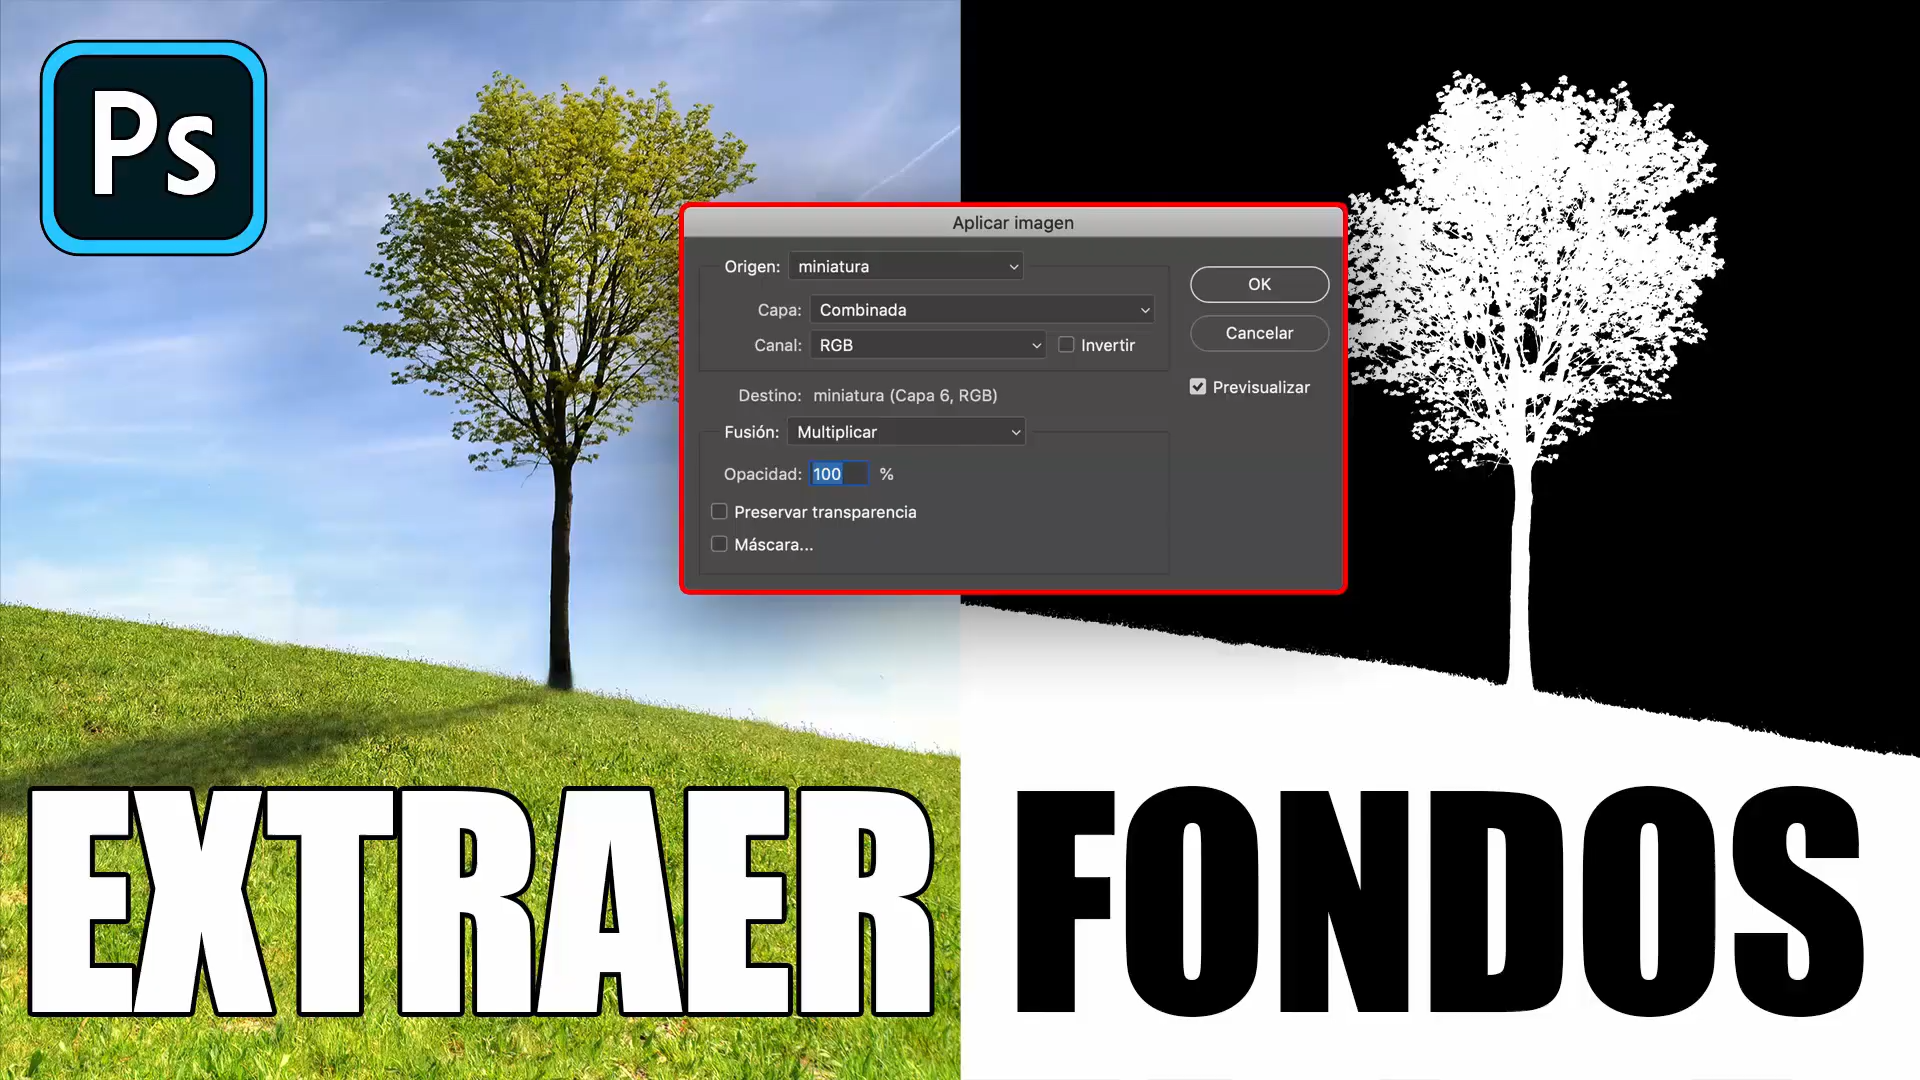 Ps
Aplicar imagen
Origen: miniatura
OK
Capa: Combinada
Cancelar
Canal: RGB Invertir
Previsualizar
Destino: miniatura (Capa 6, RGB)
Fusión: Multiplicar
Opacidad: 100 %
Preservar transparencia
Máscara...
EXTRAER FONDOS